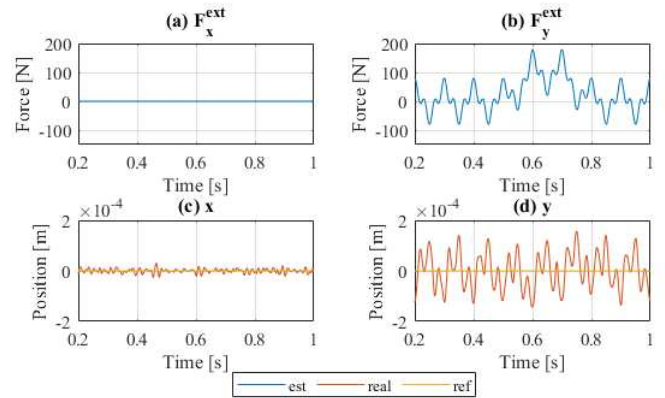 (a) F_x^ext
(b) F_y^ext
Force [N]
200
100
0
-100
0.2 0.4 0.6 0.8 1
Time [s]
Force [N]
200
100
0
-100
0.2 0.4 0.6 0.8 1
Time [s]
(c) x
×10^-4
Position [m]
2
0
-2
0.2 0.4 0.6 0.8 1
Time [s]
(d) y
×10^-4
Position [m]
2
0
-2
0.2 0.4 0.6 0.8 1
Time [s]
est real ref